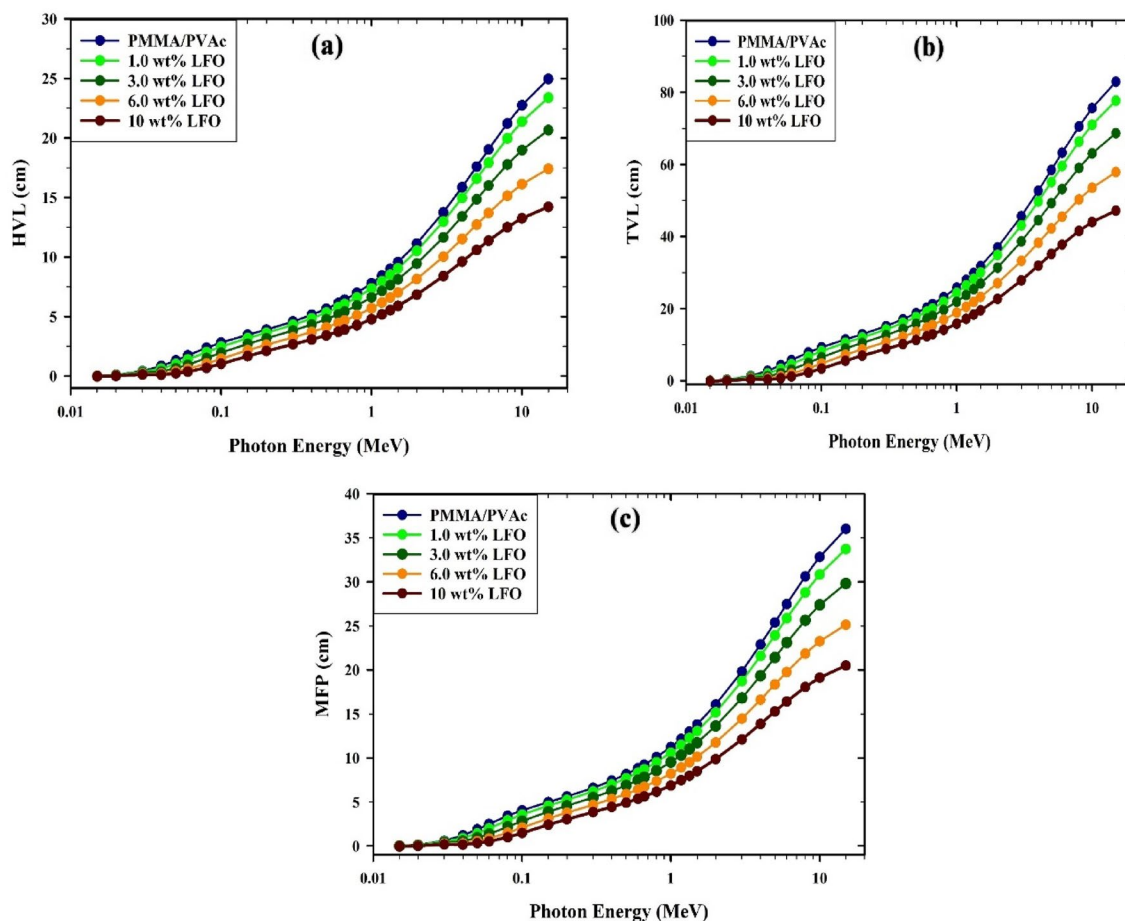 (a)
PMMA/PVAc
1.0 wt% LFO
3.0 wt% LFO
6.0 wt% LFO
10 wt% LFO
HVL (cm)
30
25
20
15
10
5
0
0.01
0.1
1
10
Photon Energy (MeV)
(b)
PMMA/PVAc
1.0 wt% LFO
3.0 wt% LFO
6.0 wt% LFO
10 wt% LFO
TVL (cm)
100
80
60
40
20
0
0.01
0.1
1
10
Photon Energy (MeV)
(c)
PMMA/PVAc
1.0 wt% LFO
3.0 wt% LFO
6.0 wt% LFO
10 wt% LFO
MFP (cm)
40
35
30
25
20
15
10
5
0
0.01
0.1
1
10
Photon Energy (MeV)